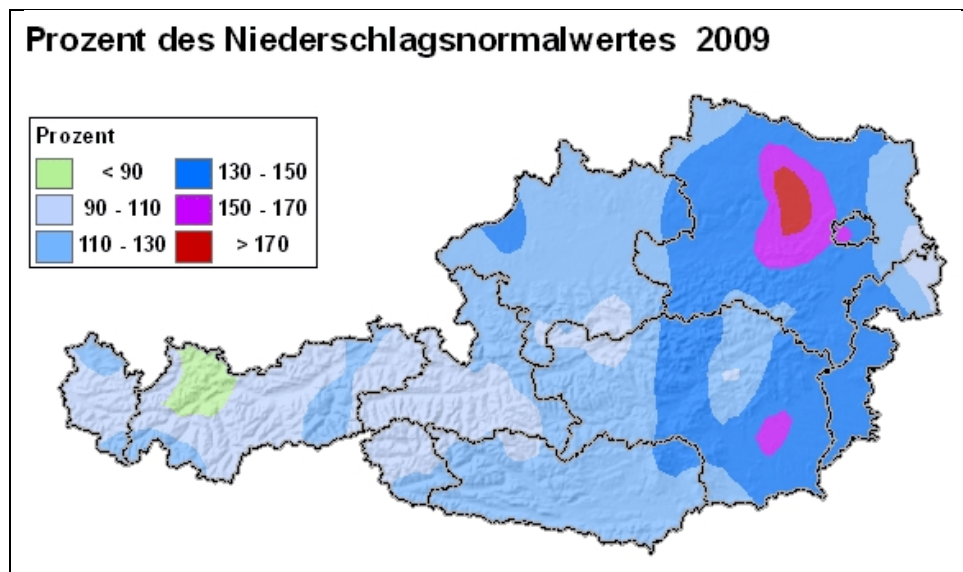 Prozent des Niederschlagsnormalwertes 2009
Prozent
< 90
130 - 150
90 - 110
150 - 170
110 - 130
> 170